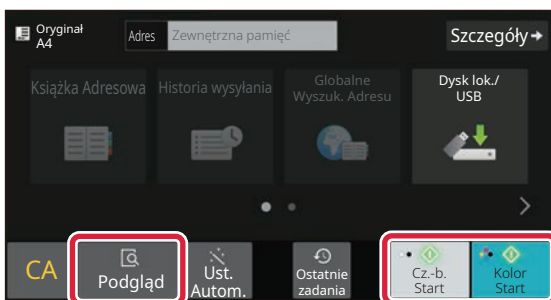 Oryginał
A4
Adres
Zewnętrzna pamięć
Szczegóły
Książka Adresowa
Historia wysyłania
Globalne
Wyszuk. Adresu
Dysk lok./
USB
CA
Podgląd
Ust.
Autom.
Ostatnie
zadania
Cz.-b.
Start
Kolor
Start